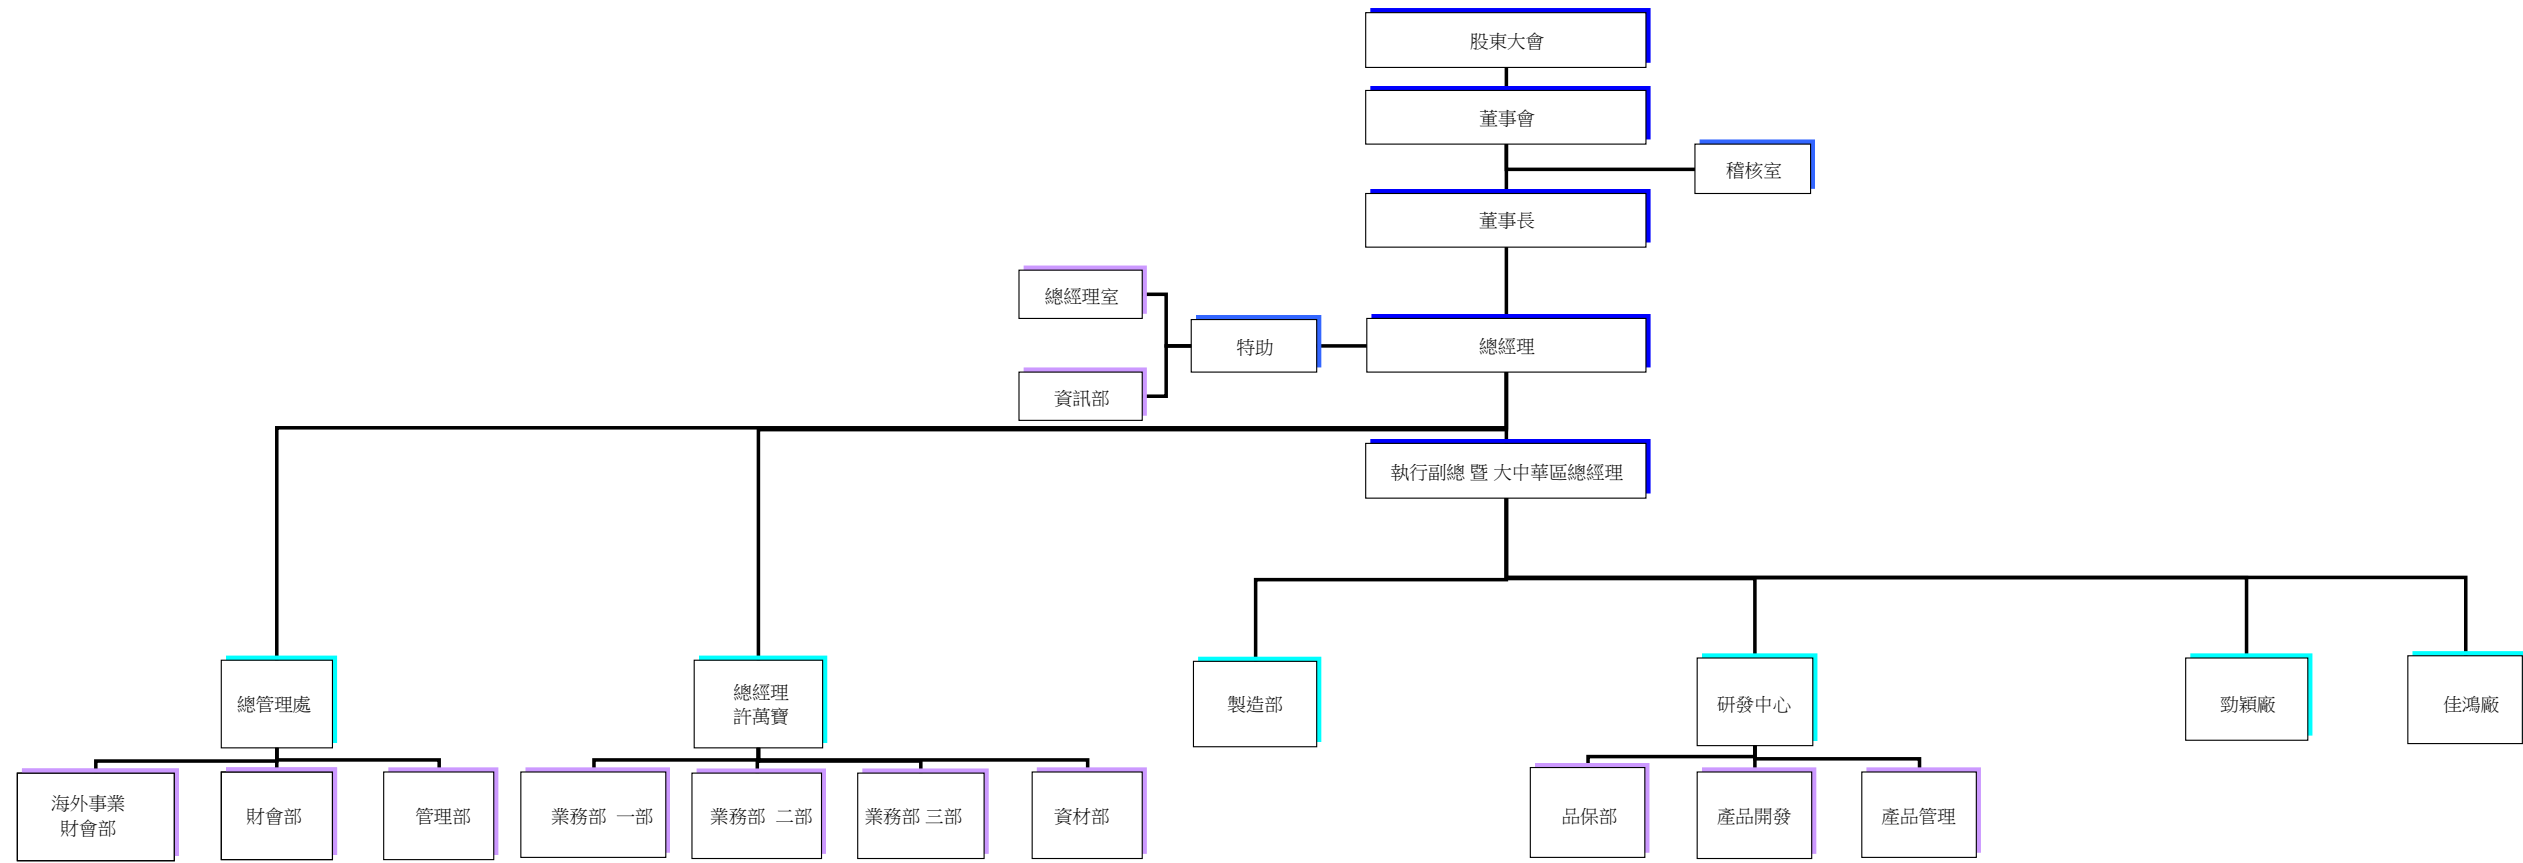 股東大會
董事會
稽核室
董事長
總經理室
特助
總經理
資訊部
執行副總 暨 大中華區總經理
總管理處
總經理
許萬寶
製造部
研發中心
勁穎廠
佳鴻廠
海外事業
財會部
財會部
管理部
業務部 一部
業務部 二部
業務部 三部
資材部
品保部
產品開發
產品管理